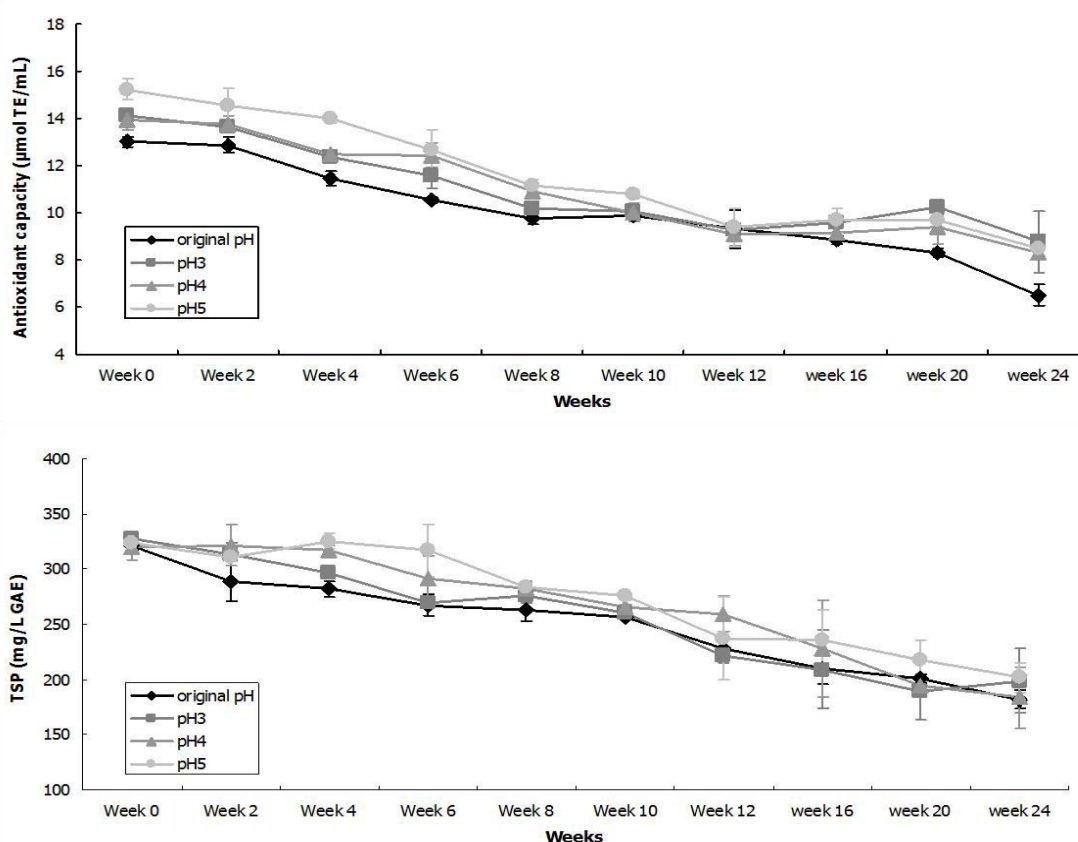 18
16
14
12
10
8
6
4
Antioxidant capacity (µmol TE/mL)
original pH
pH3
pH4
pH5
Week 0 Week 2 Week 4 Week 6 Week 8 Week 10 Week 12 week 16 week 20 week 24
Weeks
400
350
300
250
200
150
100
TSP (mg/L GAE)
original pH
pH3
pH4
pH5
Week 0 Week 2 Week 4 Week 6 Week 8 Week 10 Week 12 Week 16 week 20 week 24
Weeks